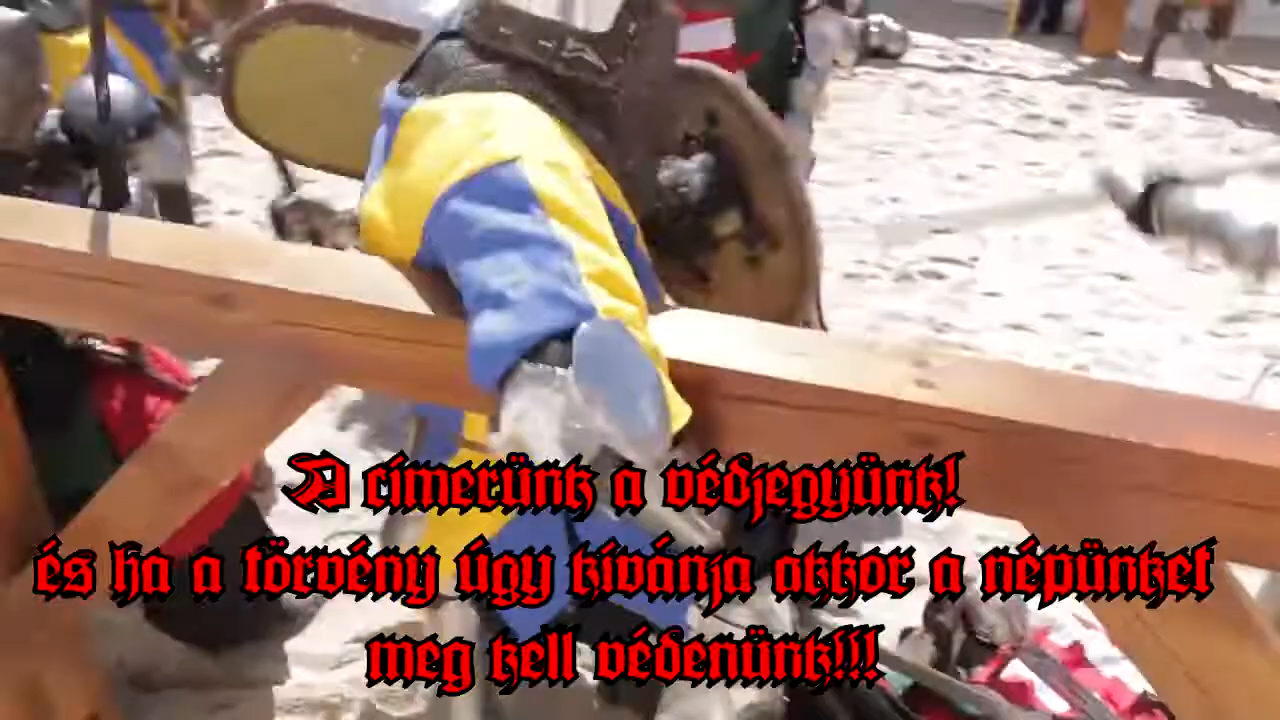 A címerünk a védjegyünk!
és ha a törvény úgy kívánja akkor a népünket
meg kell védenünk!!!